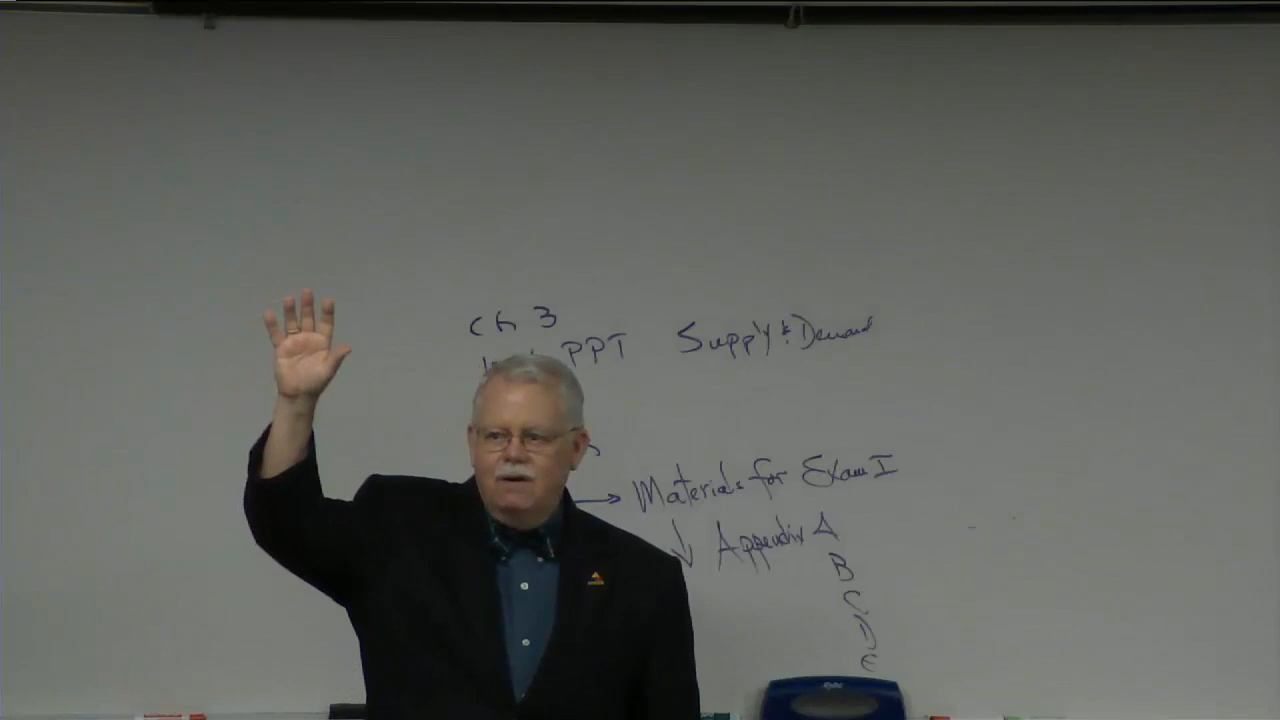 Ch 3
PPT Supply & Demand
→ Materials for Exam I
↓ Appendix A
B
C
D
E